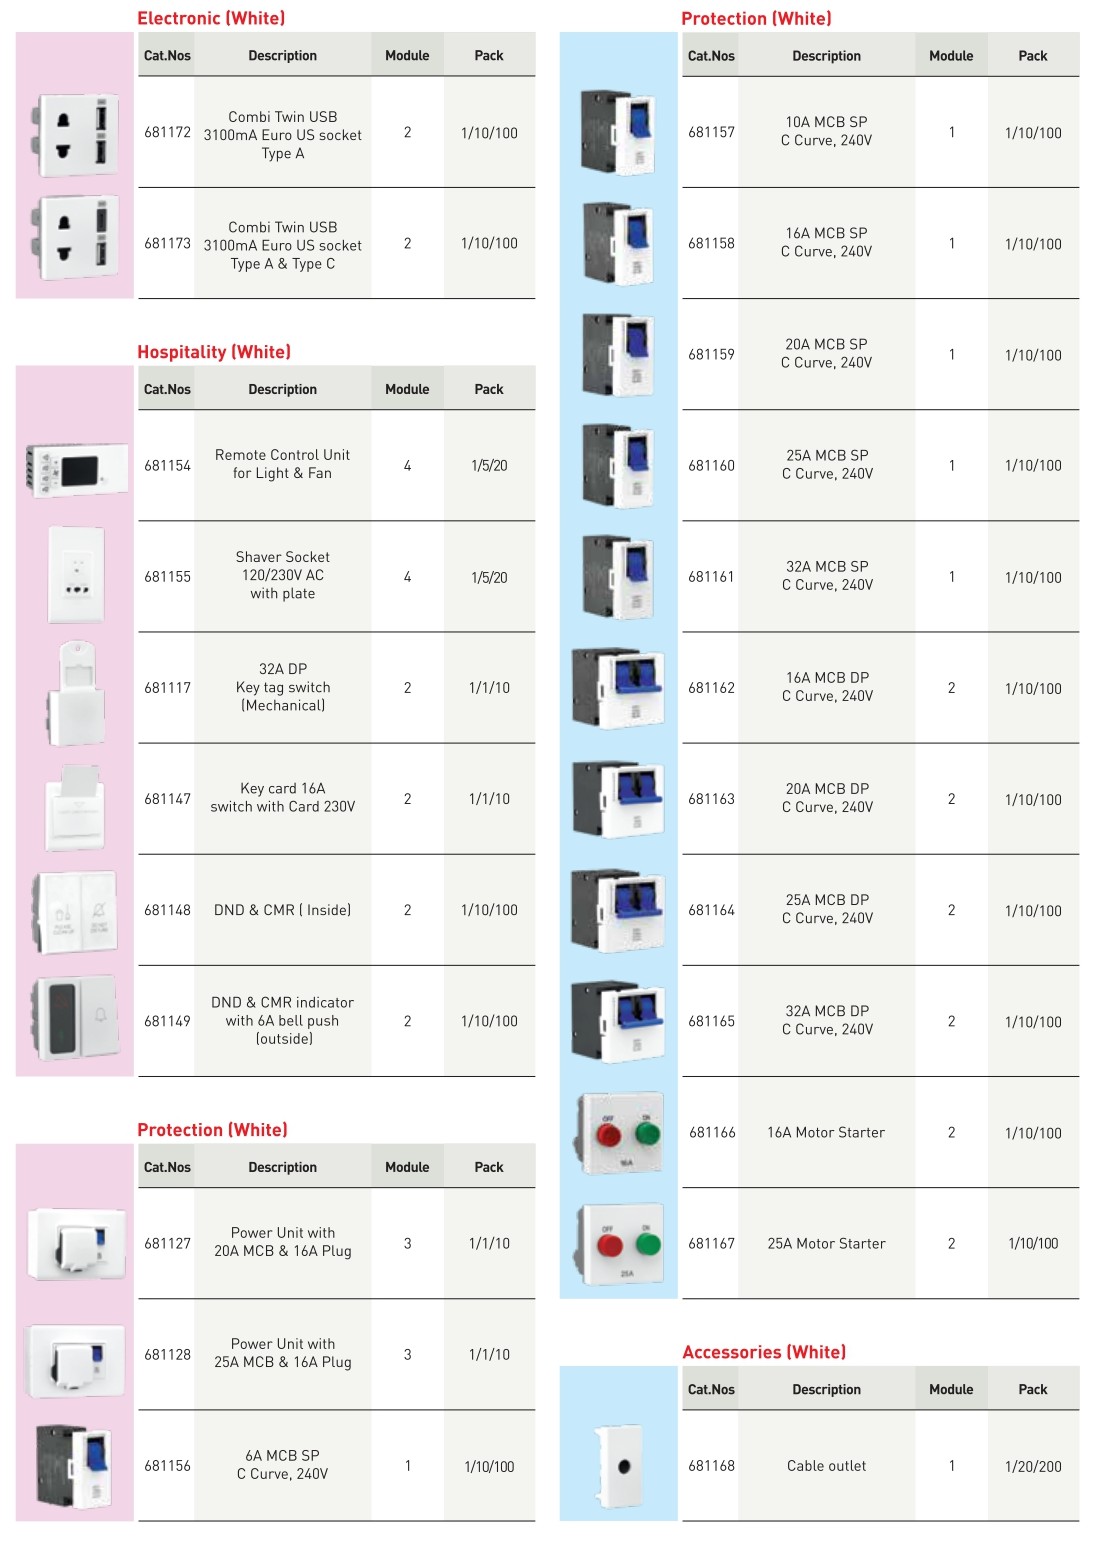 Electronic (White)
Cat.Nos Description Module Pack
681172 Combi Twin USB 3100mA Euro US socket Type A 2 1/10/100
681173 Combi Twin USB 3100mA Euro US socket Type A & Type C 2 1/10/100
Hospitality (White)
Cat.Nos Description Module Pack
681154 Remote Control Unit for Light & Fan 4 1/5/20
681155 Shaver Socket 120/230V AC with plate 4 1/5/20
681117 32A DP Key tag switch (Mechanical) 2 1/1/10
681147 Key card 16A switch with Card 230V 2 1/1/10
681148 DND & CMR ( Inside) 2 1/10/100
681149 DND & CMR indicator with 6A bell push (outside) 2 1/10/100
Protection (White)
Cat.Nos Description Module Pack
681127 Power Unit with 20A MCB & 16A Plug 3 1/1/10
681128 Power Unit with 25A MCB & 16A Plug 3 1/1/10
681156 6A MCB SP C Curve, 240V 1 1/10/100
Protection (White)
Cat.Nos Description Module Pack
681157 10A MCB SP C Curve, 240V 1 1/10/100
681158 16A MCB SP C Curve, 240V 1 1/10/100
681159 20A MCB SP C Curve, 240V 1 1/10/100
681160 25A MCB SP C Curve, 240V 1 1/10/100
681161 32A MCB SP C Curve, 240V 1 1/10/100
681162 16A MCB DP C Curve, 240V 2 1/10/100
681163 20A MCB DP C Curve, 240V 2 1/10/100
681164 25A MCB DP C Curve, 240V 2 1/10/100
681165 32A MCB DP C Curve, 240V 2 1/10/100
OFF ON
16A
681166 16A Motor Starter 2 1/10/100
OFF ON
25A
681167 25A Motor Starter 2 1/10/100
Accessories (White)
Cat.Nos Description Module Pack
681168 Cable outlet 1 1/20/200